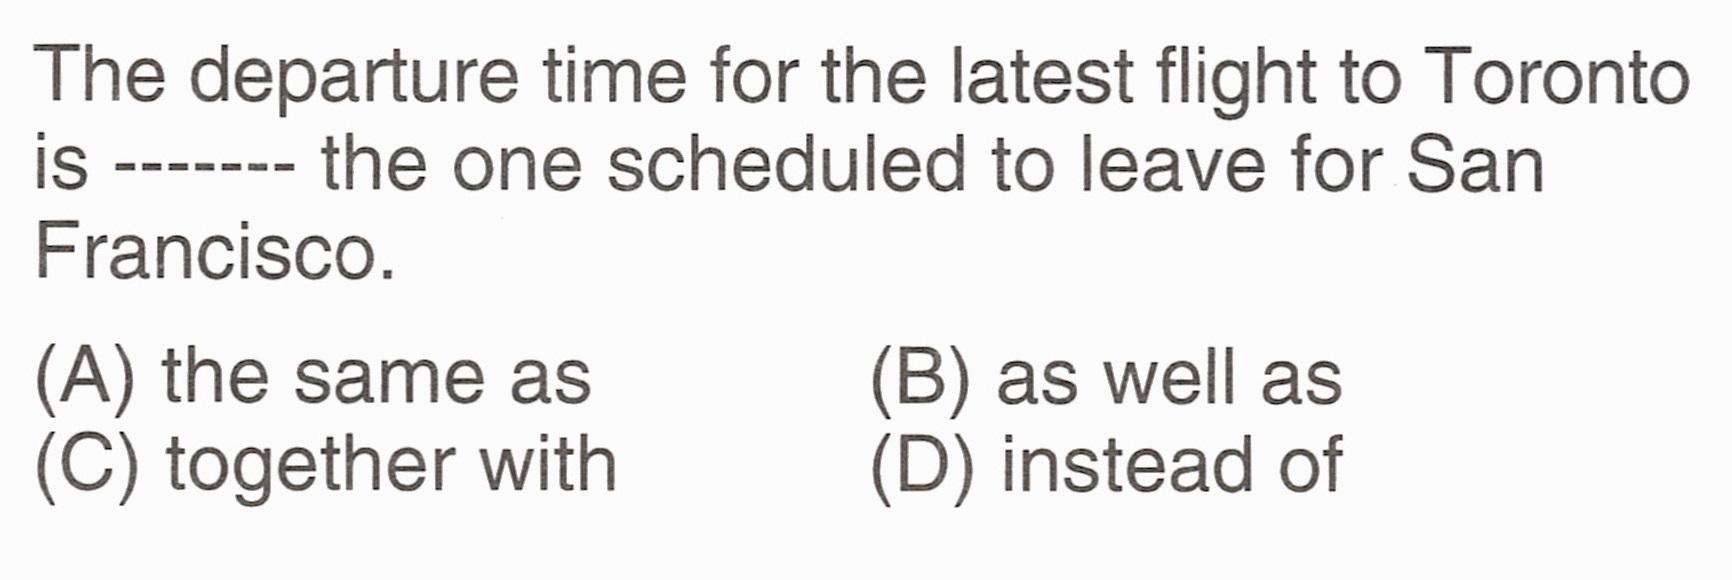 The departure time for the latest flight to Toronto
is ------- the one scheduled to leave for San
Francisco.
(A) the same as (B) as well as
(C) together with (D) instead of